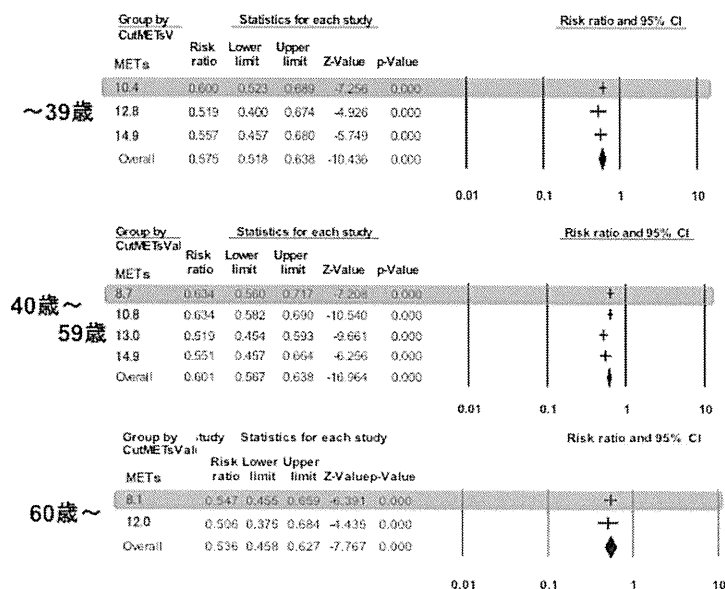 Group by Statistics for each study Risk ratio and 95% CI
CutMETsV
METs Risk ratio Lower limit Upper limit Z-Value p-Value
10.4 0.600 0.523 0.689 -7.256 0.000
～39歳
12.8 0.519 0.400 0.674 -4.926 0.000
14.9 0.557 0.457 0.680 -5.749 0.000
Overall 0.575 0.518 0.638 -10.436 0.000
0.01 0.1 1 10
Group by Statistics for each study Risk ratio and 95% CI
CutMETsVal
METs Risk ratio Lower limit Upper limit Z-Value p-Value
8.7 0.634 0.560 0.717 -7.208 0.000
40歳～
10.8 0.634 0.582 0.690 -10.540 0.000
59歳
13.0 0.519 0.454 0.593 -9.661 0.000
14.9 0.551 0.457 0.664 -6.256 0.000
Overall 0.601 0.567 0.638 -16.964 0.000
0.01 0.1 1 10
Group by study Statistics for each study Risk ratio and 95% CI
CutMETsVal
METs Risk ratio Lower limit Upper limit Z-Value p-Value
8.1 0.547 0.455 0.659 -6.391 0.000
60歳～
12.0 0.506 0.375 0.684 -4.435 0.000
Overall 0.536 0.458 0.627 -7.767 0.000
0.01 0.1 1 10